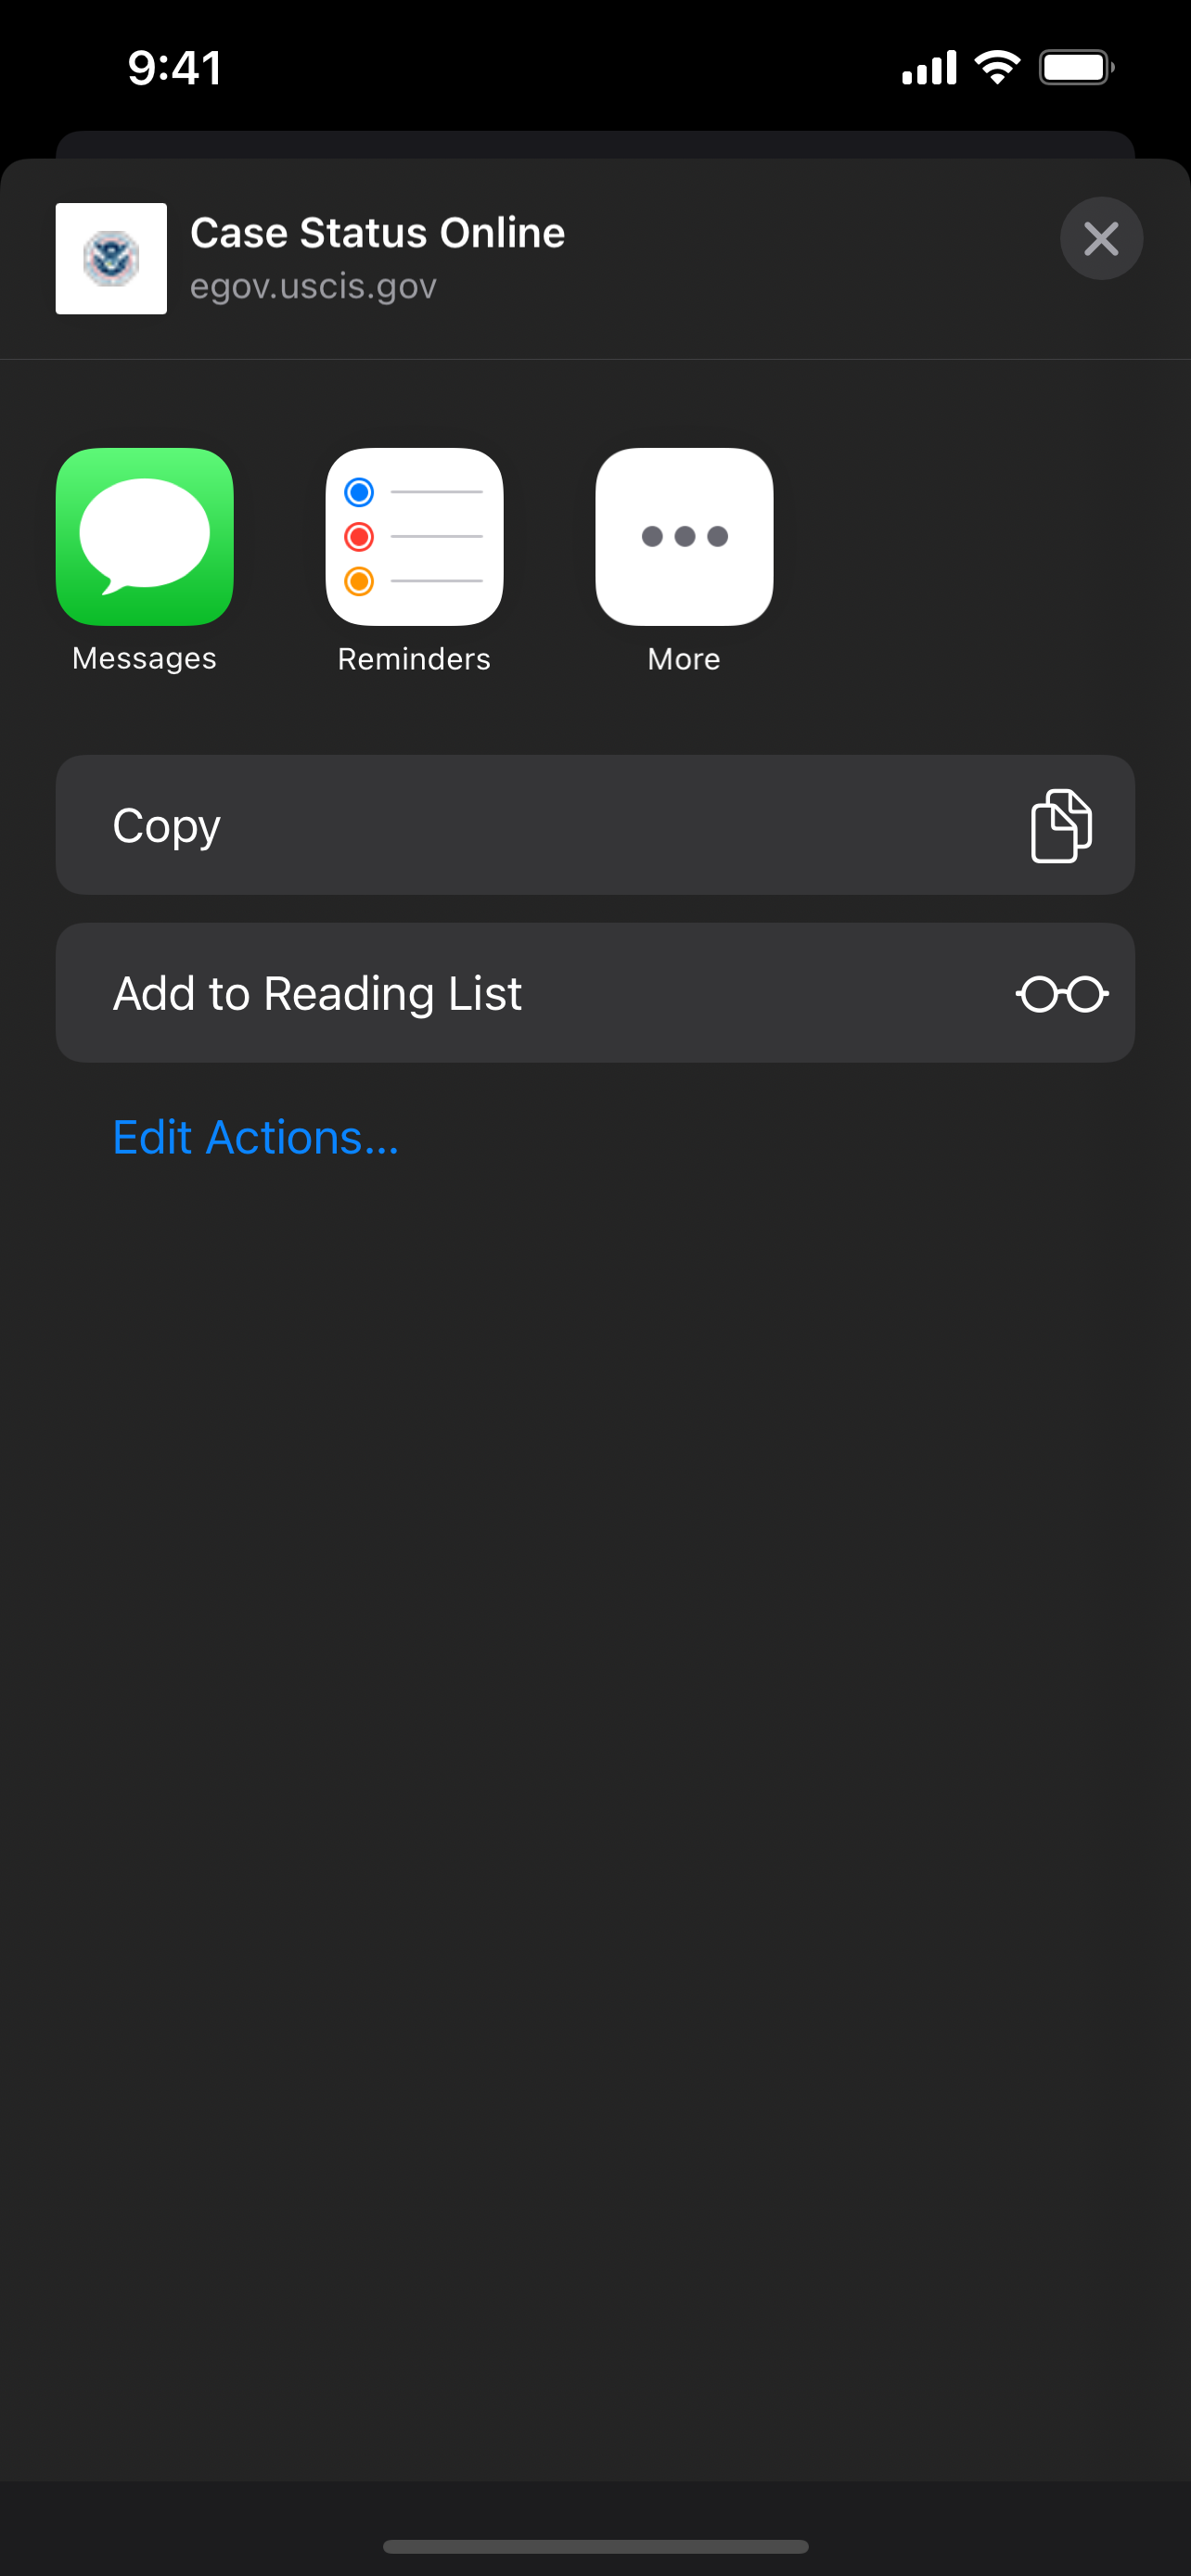 9:41
Case Status Online
egov.uscis.gov
Messages
Reminders
More
Copy
Add to Reading List
Edit Actions...